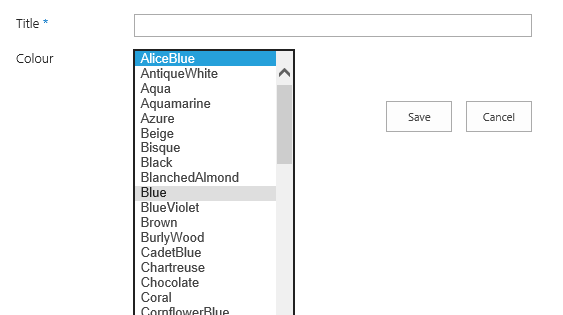 Title *
Colour
AliceBlue
AntiqueWhite
Aqua
Aquamarine
Azure
Beige
Bisque
Black
BlanchedAlmond
Blue
BlueViolet
Brown
BurlyWood
CadetBlue
Chartreuse
Chocolate
Coral
CornflowerBlue
Save
Cancel